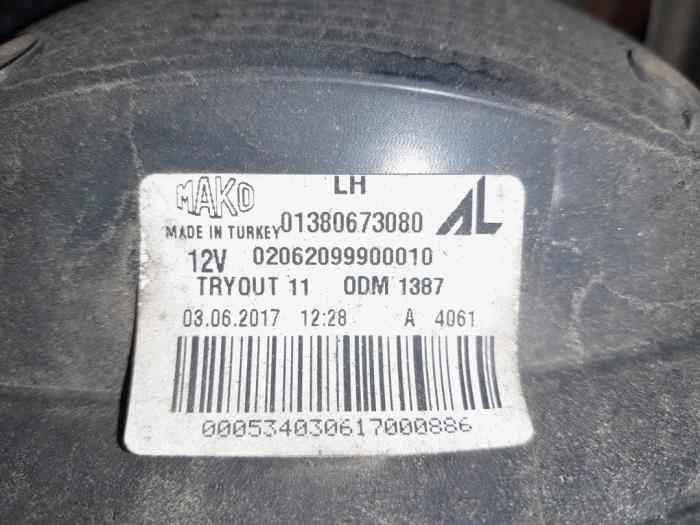 LH
MAKO
MADE IN TURKEY 01380673080 AL
12V 02062099900010
TRYOUT 11 ODM 1387
03.06.2017 12:28 A 4061
000534030617000886